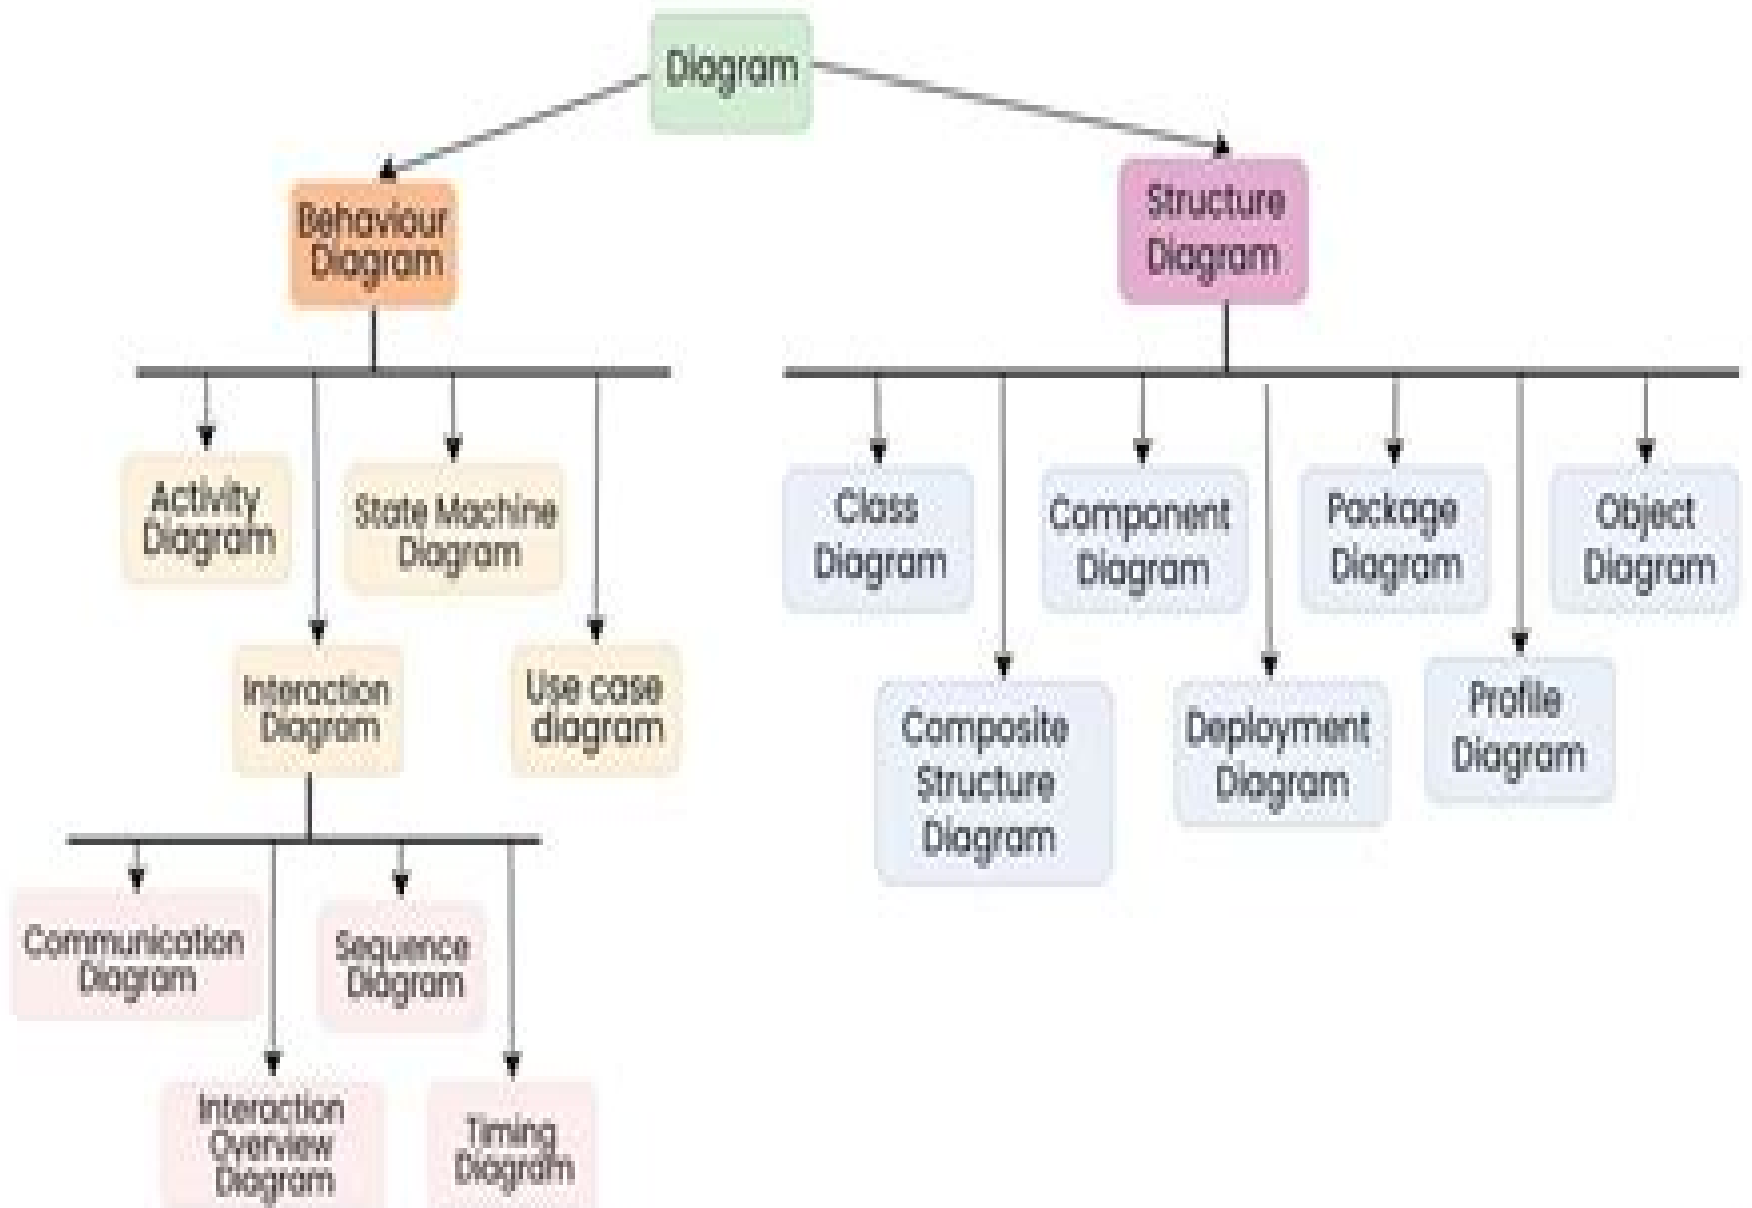 Diagram
Behaviour
Diagram
Structure
Diagram
Activity
Diagram
State Machine
Diagram
Class
Diagram
Component
Diagram
Package
Diagram
Object
Diagram
Interaction
Diagram
Use case
diagram
Composite
Structure
Diagram
Deployment
Diagram
Profile
Diagram
Communication
Diagram
Sequence
Diagram
Interaction
Overview
Diagram
Timing
Diagram